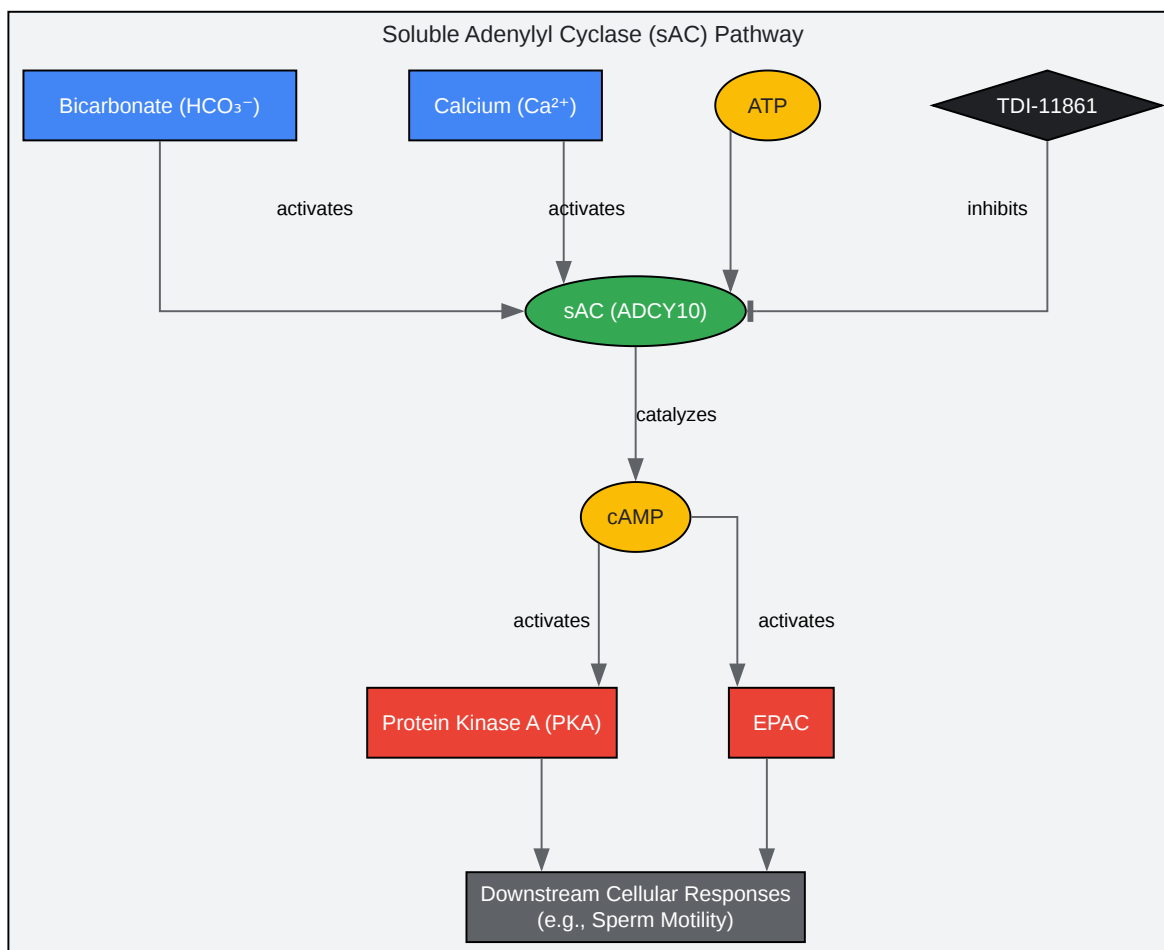 Soluble Adenylyl Cyclase (sAC) Pathway
Bicarbonate (HCO₃⁻)
Calcium (Ca²⁺)
ATP
TDI-11861
activates
activates
inhibits
sAC (ADCY10)
catalyzes
cAMP
activates
activates
Protein Kinase A (PKA)
EPAC
Downstream Cellular Responses
(e.g., Sperm Motility)